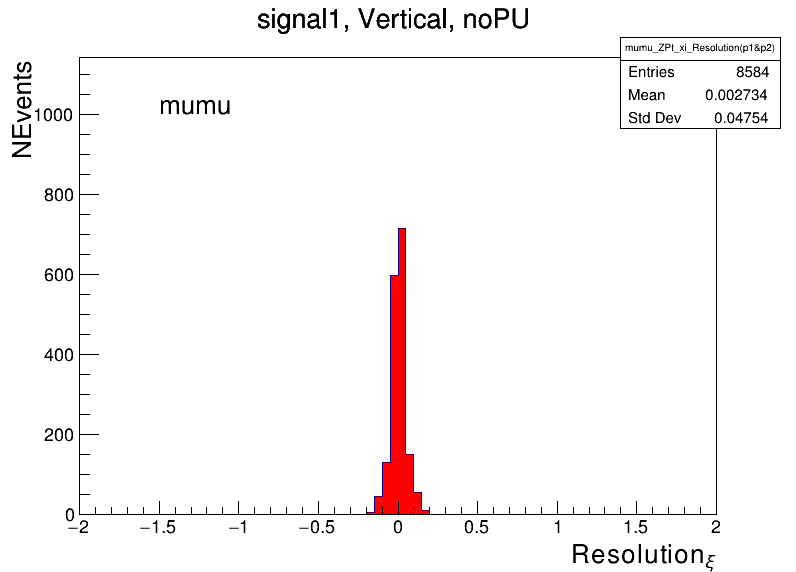 signal1, Vertical, noPU
mumu_ZPt_xi_Resolution(p1&p2)
Entries 8584
Mean 0.002734
Std Dev 0.04754
NEvents
mumu
1000
800
600
400
200
0
−2 −1.5 −1 −0.5 0 0.5 1 1.5 2
Resolutionξ